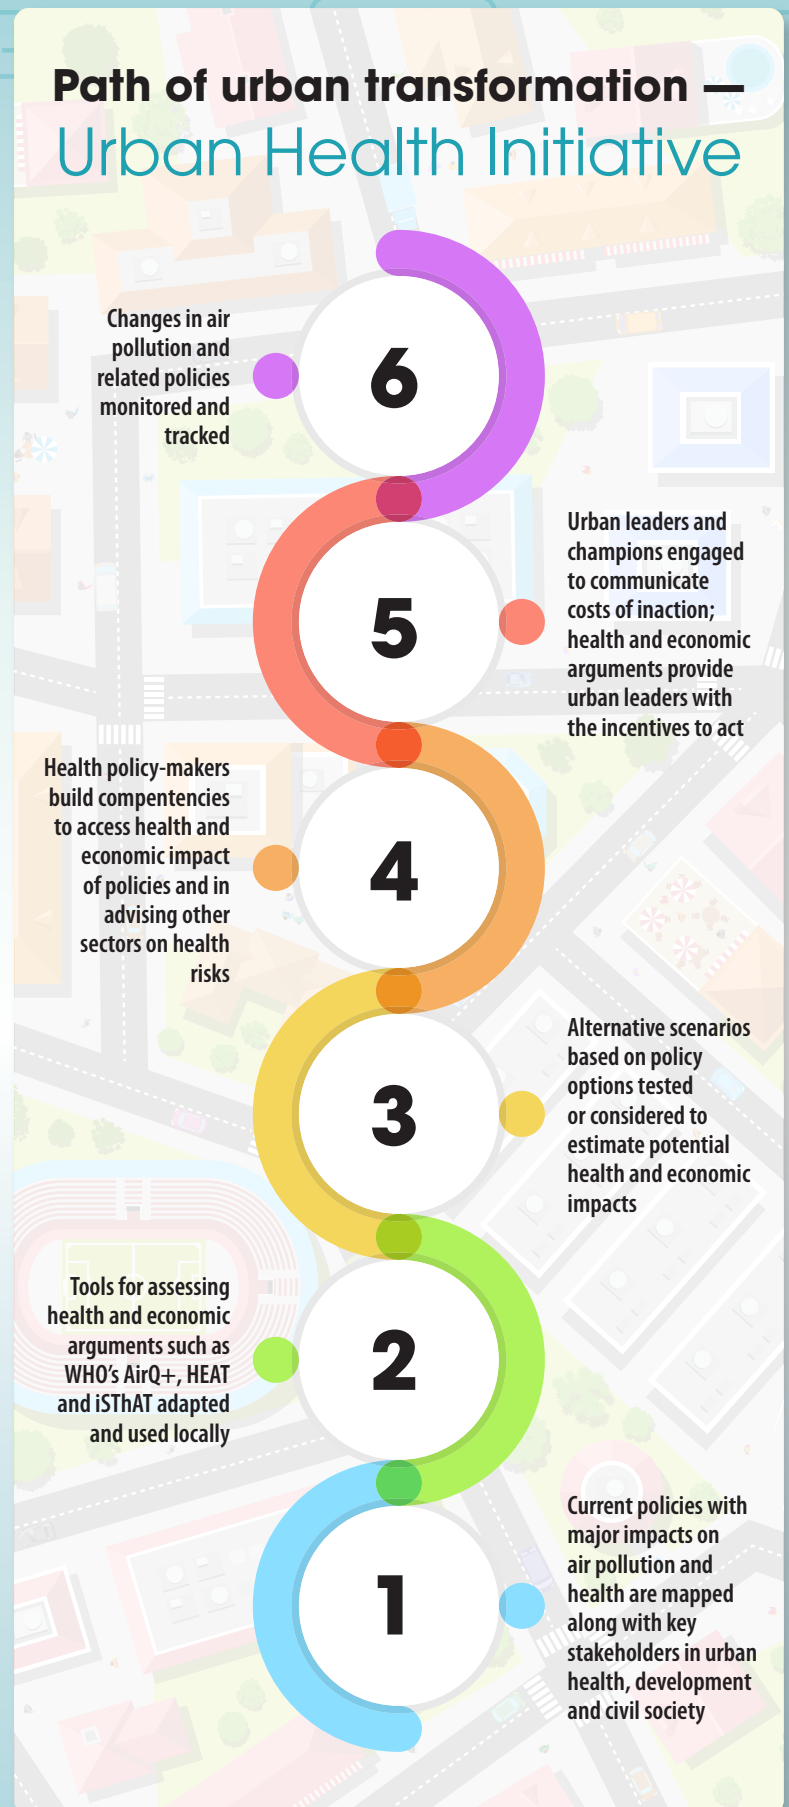 Path of urban transformation —
Urban Health Initiative
6
Changes in air
pollution and
related policies
monitored and
tracked
5
Urban leaders and
champions engaged
to communicate
costs of inaction;
health and economic
arguments provide
urban leaders with
the incentives to act
4
Health policy-makers
build compentencies
to access health and
economic impact
of policies and in
advising other
sectors on health
risks
3
Alternative scenarios
based on policy
options tested
or considered to
estimate potential
health and economic
impacts
2
Tools for assessing
health and economic
arguments such as
WHO's AirQ+, HEAT
and iSThAT adapted
and used locally
1
Current policies with
major impacts on
air pollution and
health are mapped
along with key
stakeholders in urban
health, development
and civil society